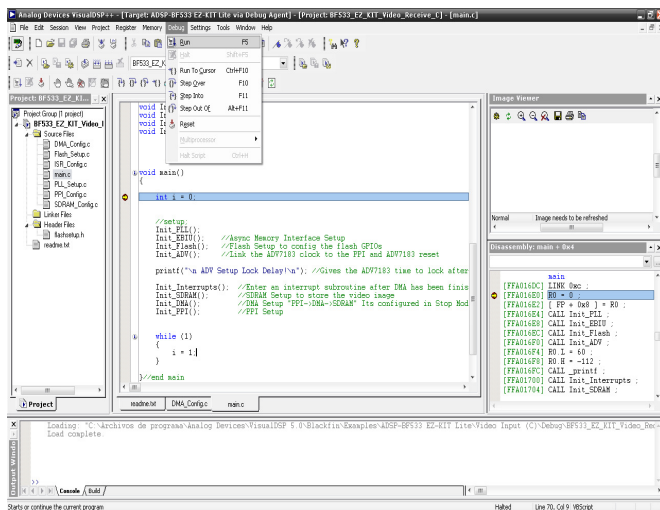 Analog Devices VisualDSP++ - [Target: ADSP-BF533 EZ-KIT Lite via Debug Agent] - [Project: BF533_EZ_KIT_Video_Receive_C] - [main.c]
File Edit Session View Project Register Memory Debug Settings Tools Window Help
Run F5
Halt Shift+F5
Run To Cursor Ctrl+F10
Step Over F10
Step Into F11
Step Out Of Alt+F11
Reset
Multiprocessor
Halt Script Ctrl+H
BF533_EZ_K
Project: BF533_EZ_KI...
Project Group (1 project)
BF533_EZ_KIT_Video_I
Source Files
DMA_Config.c
Flash_Setup.c
ISR_Config.c
main.c
PLL_Setup.c
PPI_Config.c
SDRAM_Config.c
Linker Files
Header Files
flashsetup.h
readme.txt
Project
void In
void In
void In
void In
void main()
{
int i = 0;
//setup;
Init_PLL();
Init_EBIU(); //Async Memory Interface Setup
Init_Flash(); //Flash Setup to config the flash GPIOs
Init_ADV(); //Link the ADV7183 clock to the PPI and ADV7183 reset
printf("\n ADV Setup Lock Delay!\n"); //Gives the ADV7183 time to lock after
Init_Interrupts(); //Enter an interrupt subroutine after DMA has been finis
Init_SDRAM(); //SDRAM Setup to store the video image
Init_DMA(); //DMA Setup "PPI->DMA->SDRAM" Its configured in Stop Mod
Init_PPI(); //PPI Setup
while (1)
{
i = 1;
}
}//end main
readme.txt DMA_Config.c main.c
Image Viewer
Normal Image needs to be refreshed
Disassembly: main + 0x4
main
[FFA016DC] LINK 0xc ;
[FFA016E0] R0 = 0 ;
[FFA016E2] [ FP + 0x8 ] = R0 ;
[FFA016E4] CALL Init_PLL ;
[FFA016E8] CALL Init_EBIU ;
[FFA016EC] CALL Init_Flash ;
[FFA016F0] CALL Init_ADV ;
[FFA016F4] R0.L = 60 ;
[FFA016F8] R0.H = -112 ;
[FFA016FC] CALL _printf ;
[FFA01700] CALL Init_Interrupts ;
[FFA01704] CALL Init_SDRAM ;
Loading: "C:\Archivos de programa\Analog Devices\VisualDSP 5.0\Blackfin\Examples\ADSP-BF533 EZ-KIT Lite\Video Input (C)\Debug\BF533_EZ_KIT_Video_Rec
Load complete.
>>
Output Windo
Console Build
Starts or continue the current program Halted Line 70, Col 9 VBScript